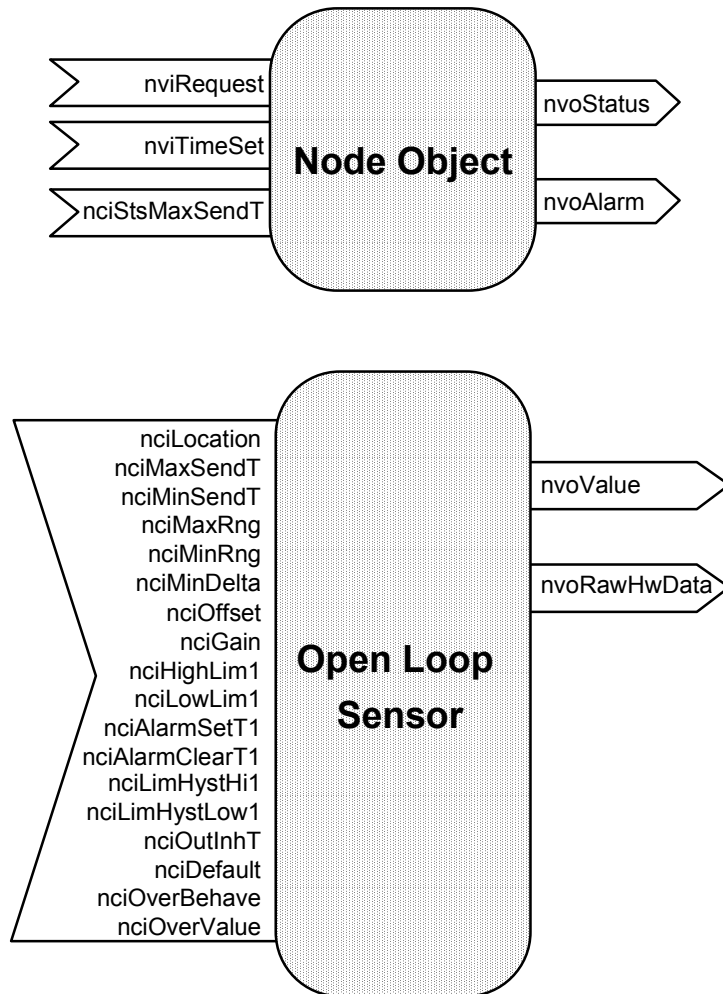 nviRequest
nviTimeSet
nciStsMaxSendT
Node Object
nvoStatus
nvoAlarm
nciLocation
nciMaxSendT
nciMinSendT
nciMaxRng
nciMinRng
nciMinDelta
nciOffset
nciGain
nciHighLim1
nciLowLim1
nciAlarmSetT1
nciAlarmClearT1
nciLimHystHi1
nciLimHystLow1
nciOutInhT
nciDefault
nciOverBehave
nciOverValue
Open Loop
Sensor
nvoValue
nvoRawHwData